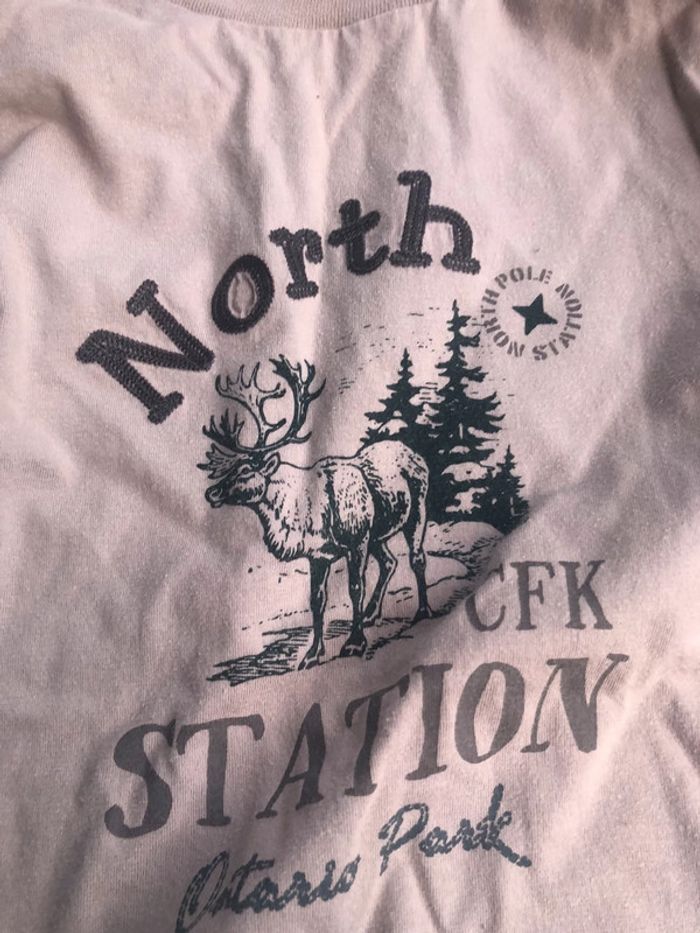 North
NORTH POLE
STATION
CFK
STATION
Ontario Park